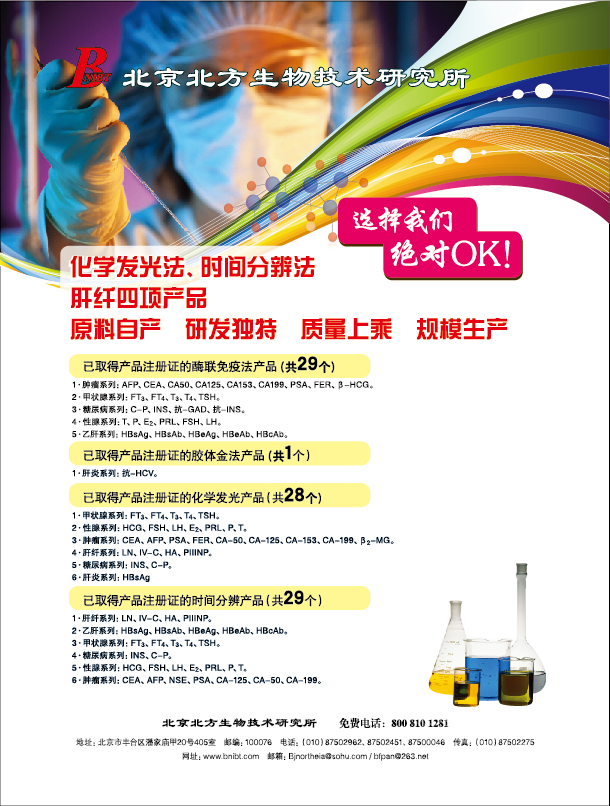 BNIBT 北京北方生物技术研究所
选择我们
绝对OK!
化学发光法、时间分辨法
肝纤四项产品
原料自产 研发独特 质量上乘 规模生产
已取得产品注册证的酶联免疫法产品(共29个)
1·肿瘤系列: AFP、CEA、CA50、CA125、CA153、CA199、PSA、FER、β-HCG。
2·甲状腺系列: FT₃、FT₄、T₃、T₄、TSH。
3·糖尿病系列: C-P、INS、抗-GAD、抗-INS。
4·性腺系列: T、P、E₂、PRL、FSH、LH。
5·乙肝系列: HBsAg、HBsAb、HBeAg、HBeAb、HBcAb。
已取得产品注册证的胶体金法产品(共1个)
1·肝炎系列: 抗-HCV。
已取得产品注册证的化学发光产品(共28个)
1·甲状腺系列: FT₃、FT₄、T₃、T₄、TSH。
2·性腺系列: HCG、FSH、LH、E₂、PRL、P、T。
3·肿瘤系列: CEA、AFP、PSA、FER、CA-50、CA-125、CA-153、CA-199、β₂-MG。
4·肝纤系列: LN、IV-C、HA、PIIINP。
5·糖尿病系列: INS、C-P。
6·肝炎系列: HBsAg
已取得产品注册证的时间分辨产品(共29个)
1·肝纤系列: LN、IV-C、HA、PIIINP。
2·乙肝系列: HBsAg、HBsAb、HBeAg、HBeAb、HBcAb。
3·甲状腺系列: FT₃、FT₄、T₃、T₄、TSH。
4·糖尿病系列: INS、C-P。
5·性腺系列: HCG、FSH、LH、E₂、PRL、P、T。
6·肿瘤系列: CEA、AFP、NSE、PSA、CA-125、CA-50、CA-199。
北京北方生物技术研究所 免费电话: 800 810 1281
地址: 北京市丰台区潘家庙甲20号405室 邮编: 100076 电话: (010) 87502962、87502451、87500046 传真: (010) 87502275
网址: www.bnibt.com 邮箱: Bjnortheia@sohu.com / bfpan@263.net